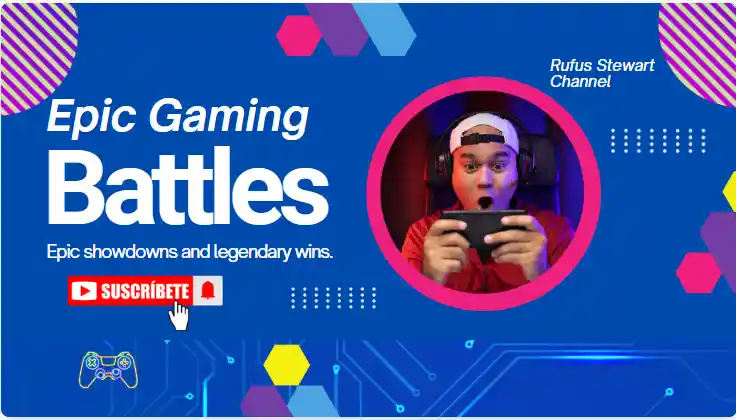 Rufus Stewart
Channel
Epic Gaming
Battles
Epic showdowns and legendary wins.
SUSCRÍBETE